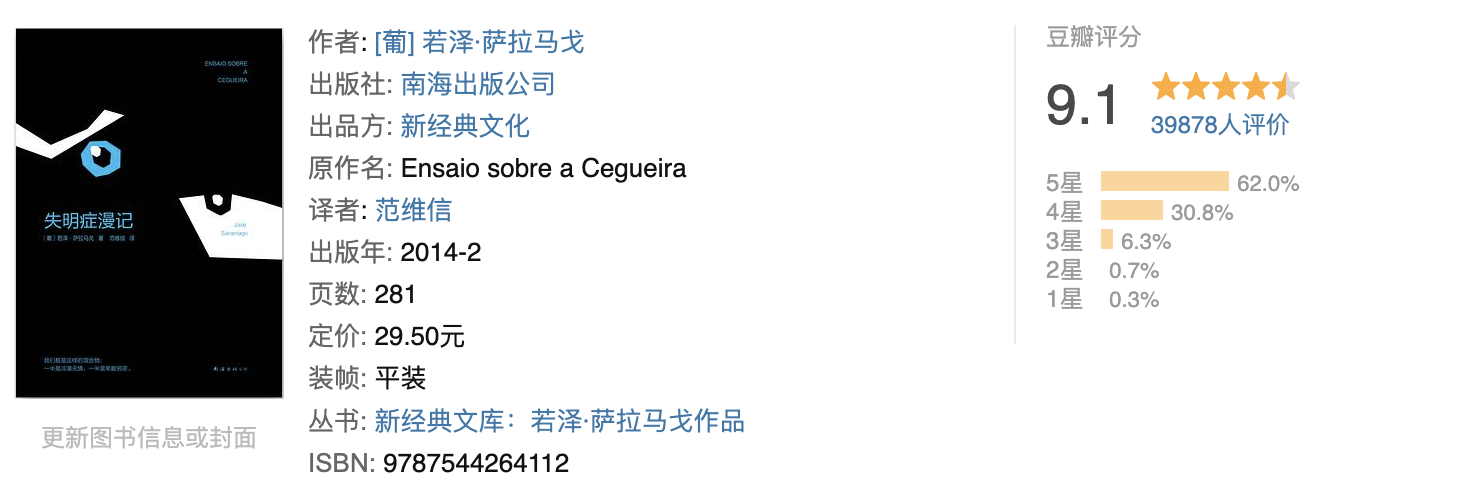 ENSAIO SOBRE
A
CEGUEIRA
失明症漫记
[葡] 若泽·萨拉马戈 著 范维信 译
José
Saramago
我们都是这样的混合物：
一半是冷漠无情，一半是卑鄙邪恶。
南海出版公司
更新图书信息或封面
作者: [葡] 若泽·萨拉马戈
出版社: 南海出版公司
出品方: 新经典文化
原作名: Ensaio sobre a Cegueira
译者: 范维信
出版年: 2014-2
页数: 281
定价: 29.50元
装帧: 平装
丛书: 新经典文库：若泽·萨拉马戈作品
ISBN: 9787544264112
豆瓣评分
9.1
39878人评价
5星 62.0%
4星 30.8%
3星 6.3%
2星 0.7%
1星 0.3%